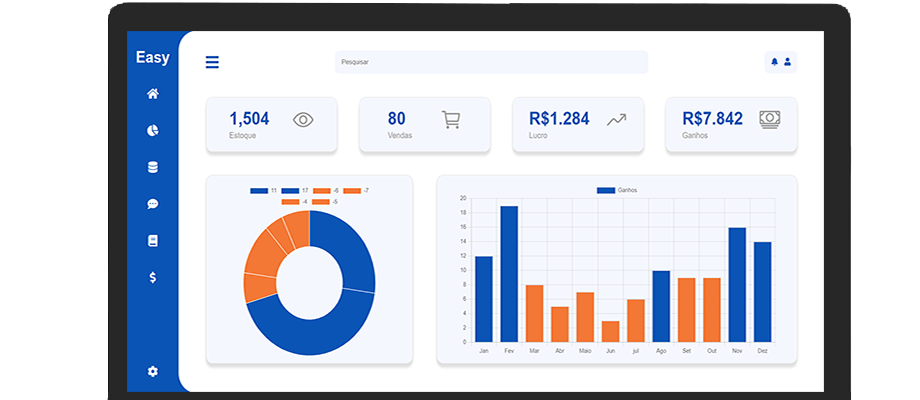 Easy
Pesquisar
1,504
Estoque
80
Vendas
R$1.284
Lucro
R$7.842
Ganhos
11 17 -6 -7
-4 -5
Ganhos
20
18
16
14
12
10
8
6
4
2
0
Jan Fev Mar Abr Maio Jun jul Ago Set Out Nov Dez